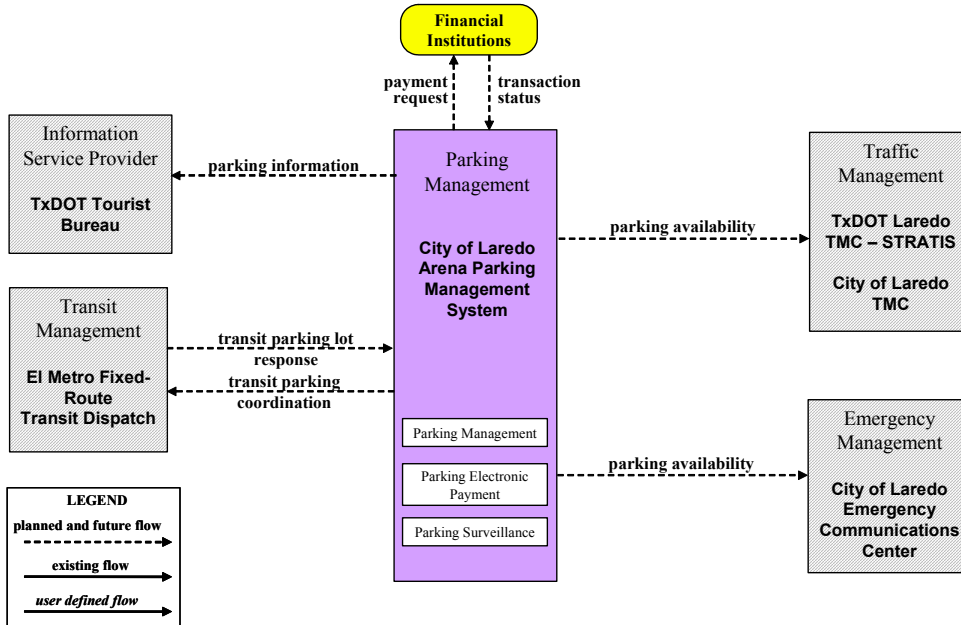 Financial
Institutions
payment
request
transaction
status
Information
Service Provider
TxDOT Tourist
Bureau
parking information
Parking
Management
City of Laredo
Arena Parking
Management
System
Traffic
Management
TxDOT Laredo
TMC – STRATIS
City of Laredo
TMC
parking availability
Transit
Management
El Metro Fixed-
Route
Transit Dispatch
transit parking lot
response
transit parking
coordination
Parking Management
Parking Electronic
Payment
Parking Surveillance
parking availability
Emergency
Management
City of Laredo
Emergency
Communications
Center
LEGEND
planned and future flow
existing flow
user defined flow